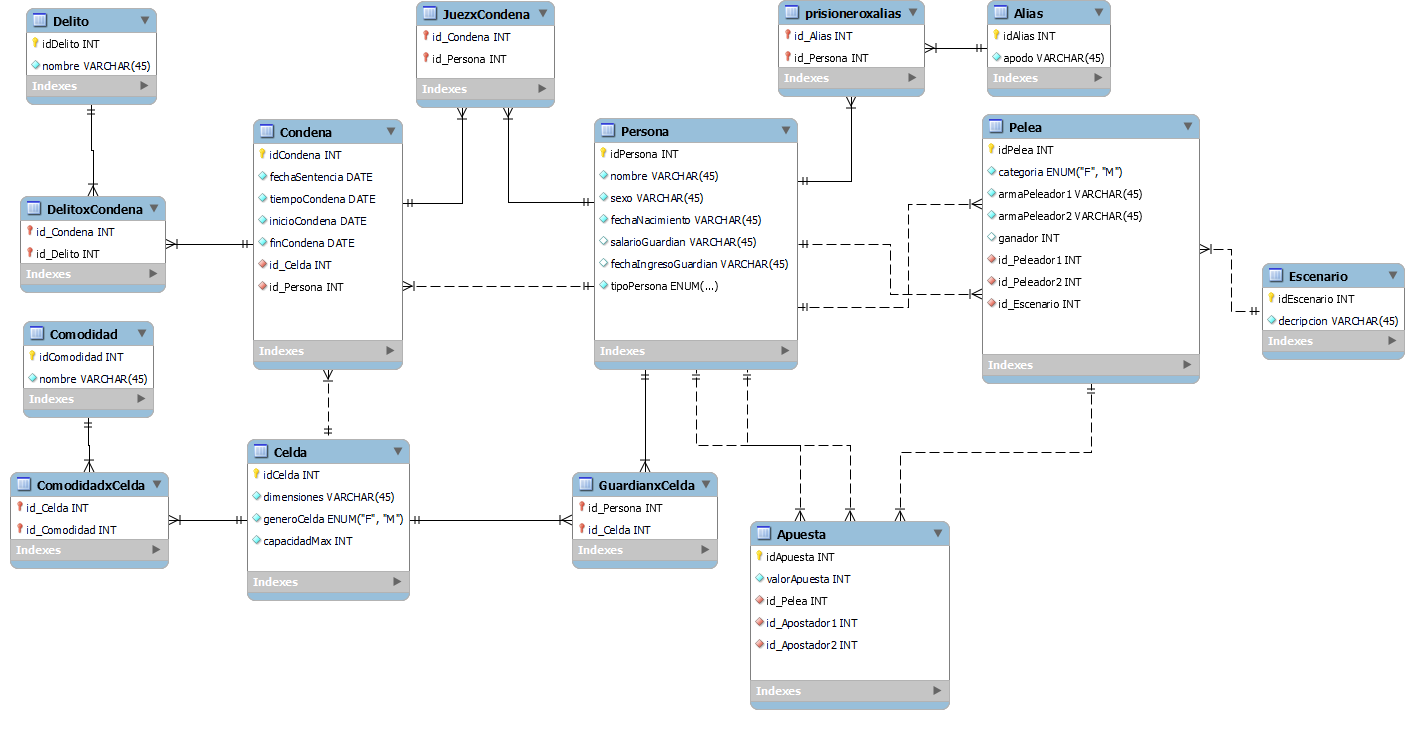 Delito
idDelito INT
nombre VARCHAR(45)
Indexes
JuezxCondena
id_Condena INT
id_Persona INT
Indexes
prisioneroxalias
id_Alias INT
id_Persona INT
Indexes
Alias
idAlias INT
apodo VARCHAR(45)
Indexes
Condena
idCondena INT
fechaSentencia DATE
tiempoCondena DATE
inicioCondena DATE
finCondena DATE
id_Celda INT
id_Persona INT
Indexes
Persona
idPersona INT
nombre VARCHAR(45)
sexo VARCHAR(45)
fechaNacimiento VARCHAR(45)
salarioGuardian VARCHAR(45)
fechaIngresoGuardian VARCHAR(45)
tipoPersona ENUM(...)
Indexes
Pelea
idPelea INT
categoria ENUM("F", "M")
armaPeleador1 VARCHAR(45)
armaPeleador2 VARCHAR(45)
ganador INT
id_Peleador1 INT
id_Peleador2 INT
id_Escenario INT
Indexes
DelitoxCondena
id_Condena INT
id_Delito INT
Indexes
Escenario
idEscenario INT
decripcion VARCHAR(45)
Indexes
Comodidad
idComodidad INT
nombre VARCHAR(45)
Indexes
Celda
idCelda INT
dimensiones VARCHAR(45)
generoCelda ENUM("F", "M")
capacidadMax INT
Indexes
ComodidadxCelda
id_Celda INT
id_Comodidad INT
Indexes
GuardianxCelda
id_Persona INT
id_Celda INT
Indexes
Apuesta
idApuesta INT
valorApuesta INT
id_Pelea INT
id_Apostador1 INT
id_Apostador2 INT
Indexes